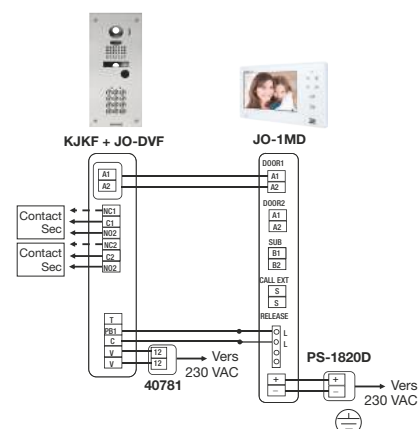 KJKF + JO-DVF
JO-1MD
A1
A2
NC1
C1
NO2
NC2
C2
NO2
T
PB1
C
V
V
Contact
Sec
Contact
Sec
12
12
40781
Vers
230 VAC
DOOR1
A1
A2
DOOR2
A1
A2
SUB
B1
B2
CALL EXT
S
S
RELEASE
L
L
+
–
PS-1820D
+
–
Vers
230 VAC